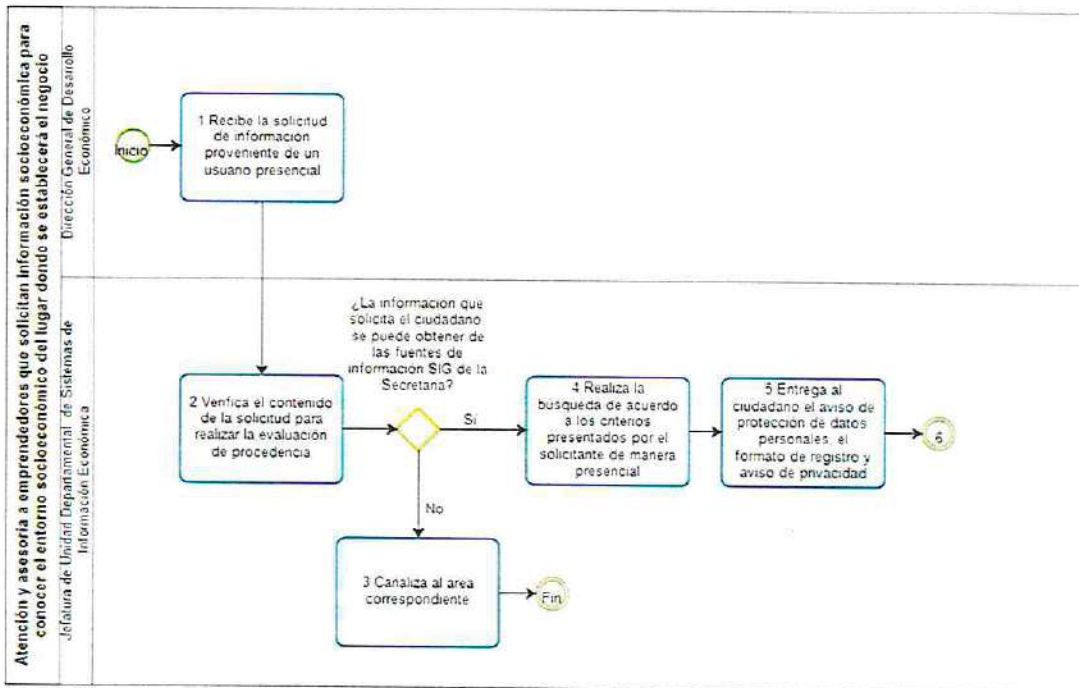 Atención y asesoría a emprendedores que solicitan información socioeconómica para
conocer el entorno socioeconómico del lugar donde se establecerá el negocio
Dirección General de Desarrollo
Económico
Inicio
1 Recibe la solicitud
de información
proveniente de un
usuario presencial
Jefatura de Unidad Departamental de Sistemas de
Información Económica
2 Verifica el contenido
de la solicitud para
realizar la evaluación
de procedencia
¿La información que
solicita el ciudadano
se puede obtener de
las fuentes de
información SIG de la
Secretaria?
Sí
No
3 Canaliza al area
correspondiente
Fin
4 Realiza la
búsqueda de acuerdo
a los criterios
presentados por el
solicitante de manera
presencial
5 Entrega al
ciudadano el aviso de
protección de datos
personales, el
formato de registro y
aviso de privacidad
6